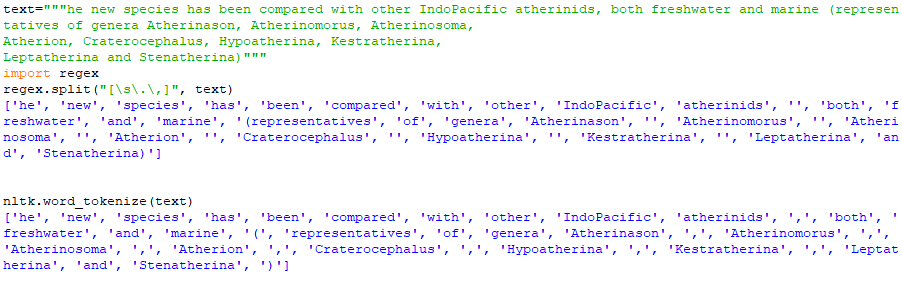 text="""he new species has been compared with other IndoPacific atherinids, both freshwater and marine (represen
tatives of genera Atherinason, Atherinomorus, Atherinosoma,
Atherion, Craterocephalus, Hypoatherina, Kestratherina,
Leptatherina and Stenatherina)"""
import regex
regex.split("[\s\.\,]", text)
['he', 'new', 'species', 'has', 'been', 'compared', 'with', 'other', 'IndoPacific', 'atherinids', '', 'both', 'f
reshwater', 'and', 'marine', '(representatives', 'of', 'genera', 'Atherinason', '', 'Atherinomorus', '', 'Atheri
nosoma', '', 'Atherion', '', 'Craterocephalus', '', 'Hypoatherina', '', 'Kestratherina', '', 'Leptatherina', 'an
d', 'Stenatherina)']
nltk.word_tokenize(text)
['he', 'new', 'species', 'has', 'been', 'compared', 'with', 'other', 'IndoPacific', 'atherinids', ',', 'both', '
freshwater', 'and', 'marine', '(', 'representatives', 'of', 'genera', 'Atherinason', ',', 'Atherinomorus', ',',
'Atherinosoma', ',', 'Atherion', ',', 'Craterocephalus', ',', 'Hypoatherina', ',', 'Kestratherina', ',', 'Leptat
herina', 'and', 'Stenatherina', ')']